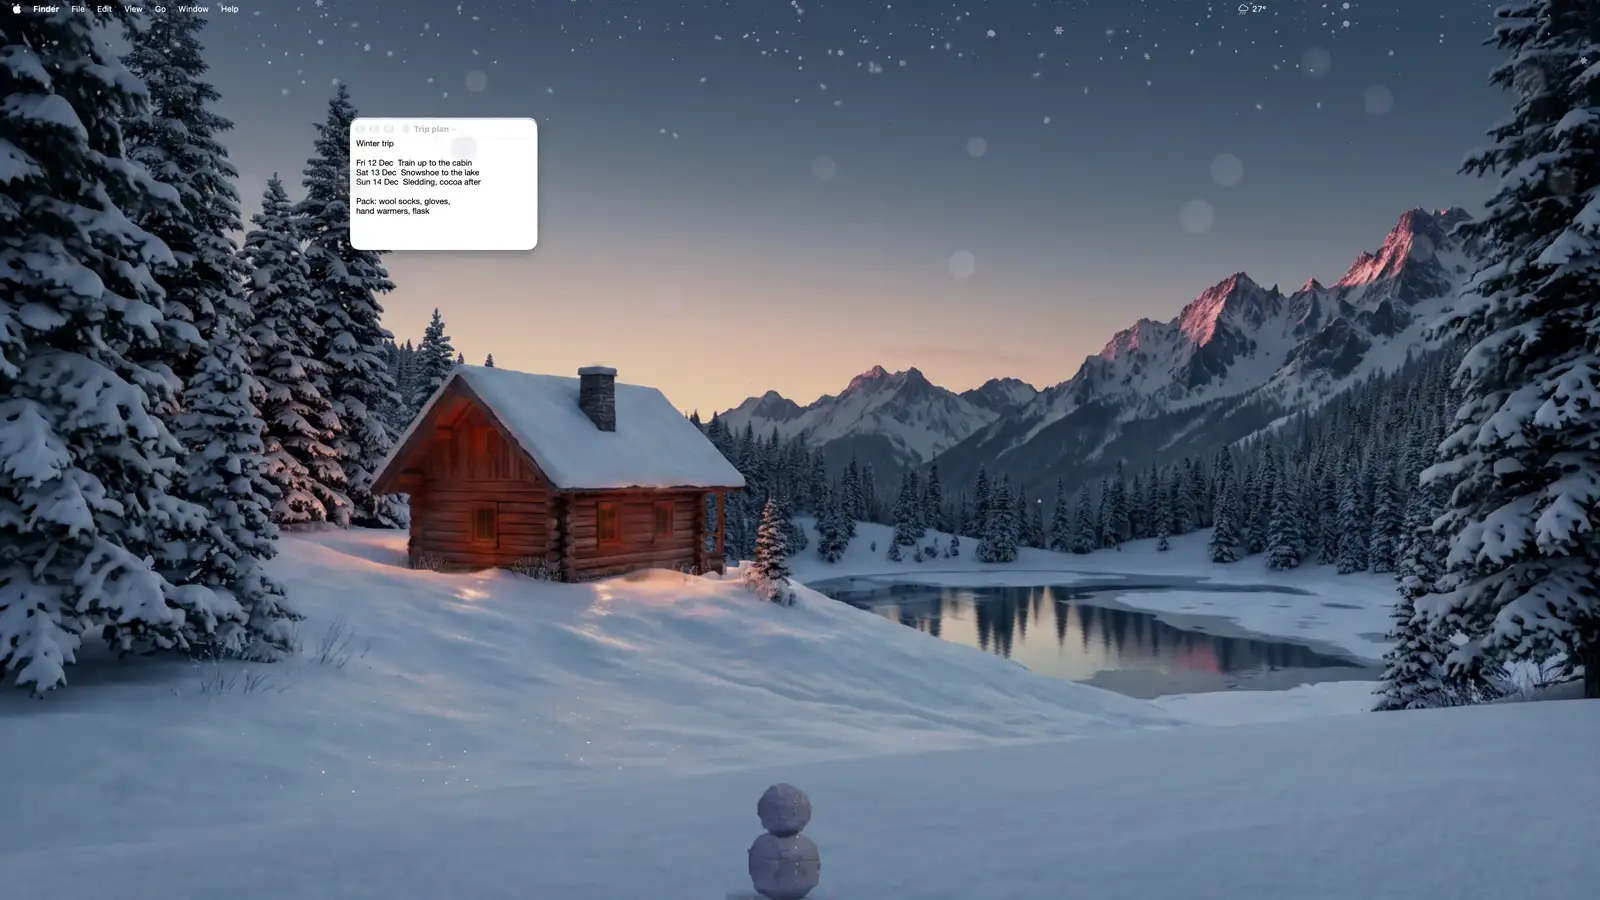 Finder File Edit View Go Window Help 27°
Trip plan
Winter trip
Fri 12 Dec Train up to the cabin
Sat 13 Dec Snowshoe to the lake
Sun 14 Dec Sledding, cocoa after
Pack: wool socks, gloves,
hand warmers, flask